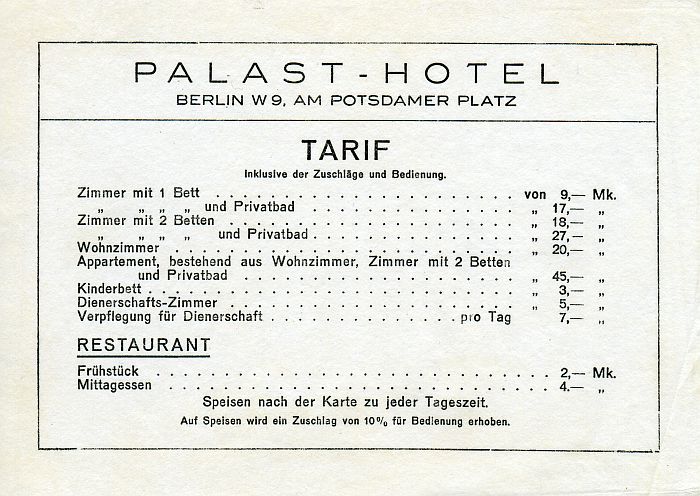 PALAST-HOTEL
BERLIN W 9, AM POTSDAMER PLATZ
TARIF
Inklusive der Zuschläge und Bedienung.
Zimmer mit 1 Bett . . . . . . . . . . . . . . . . . . . . . . von 9,— Mk.
„ „ „ „ und Privatbad . . . . . . . . . . . . . . „ 17,— „
Zimmer mit 2 Betten . . . . . . . . . . . . . . . . . . . . „ 18,— „
„ „ „ „ und Privatbad . . . . . . . . . . . . . . „ 27,— „
Wohnzimmer . . . . . . . . . . . . . . . . . . . . . . . . „ 20,— „
Appartement, bestehend aus Wohnzimmer, Zimmer mit 2 Betten
und Privatbad . . . . . . . . . . . . . . . . . . . „ 45,— „
Kinderbett . . . . . . . . . . . . . . . . . . . . . . . . . „ 3,— „
Dienerschafts-Zimmer . . . . . . . . . . . . . . . . . . . . „ 5,— „
Verpflegung für Dienerschaft . . . . . . . . . . . . . pro Tag 7,— „
RESTAURANT
Frühstück . . . . . . . . . . . . . . . . . . . . . . . . . . . 2,— Mk.
Mittagessen . . . . . . . . . . . . . . . . . . . . . . . . . . 4.— „
Speisen nach der Karte zu jeder Tageszeit.
Auf Speisen wird ein Zuschlag von 10% für Bedienung erhoben.